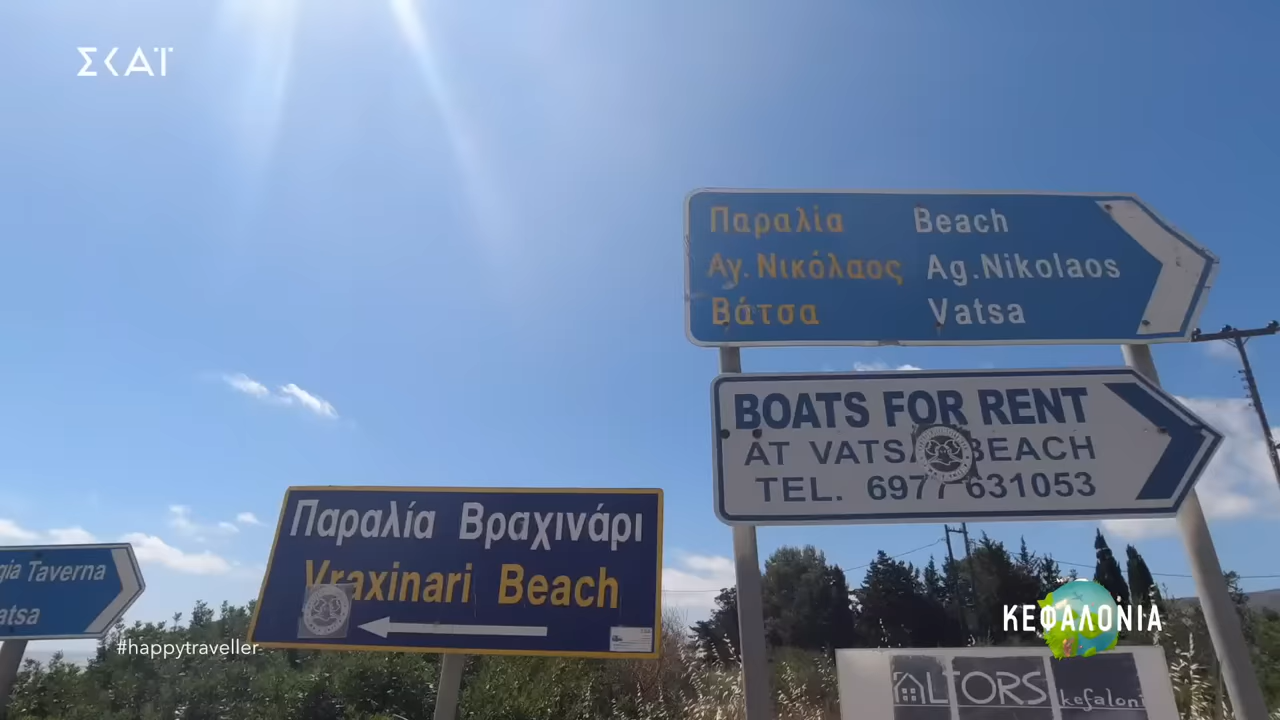 ΣΚΑΪ
Παραλία Beach
Αγ. Νικόλαος Ag.Nikolaos
Βάτσα Vatsa
BOATS FOR RENT
AT VATSA BEACH
TEL. 6977 631053
Παραλία Βραχινάρι
Vraxinari Beach
gia Taverna
atsa
#happytraveller
ΚΕΦΑΛΟΝΙΑ
ALFORS
kefaloni